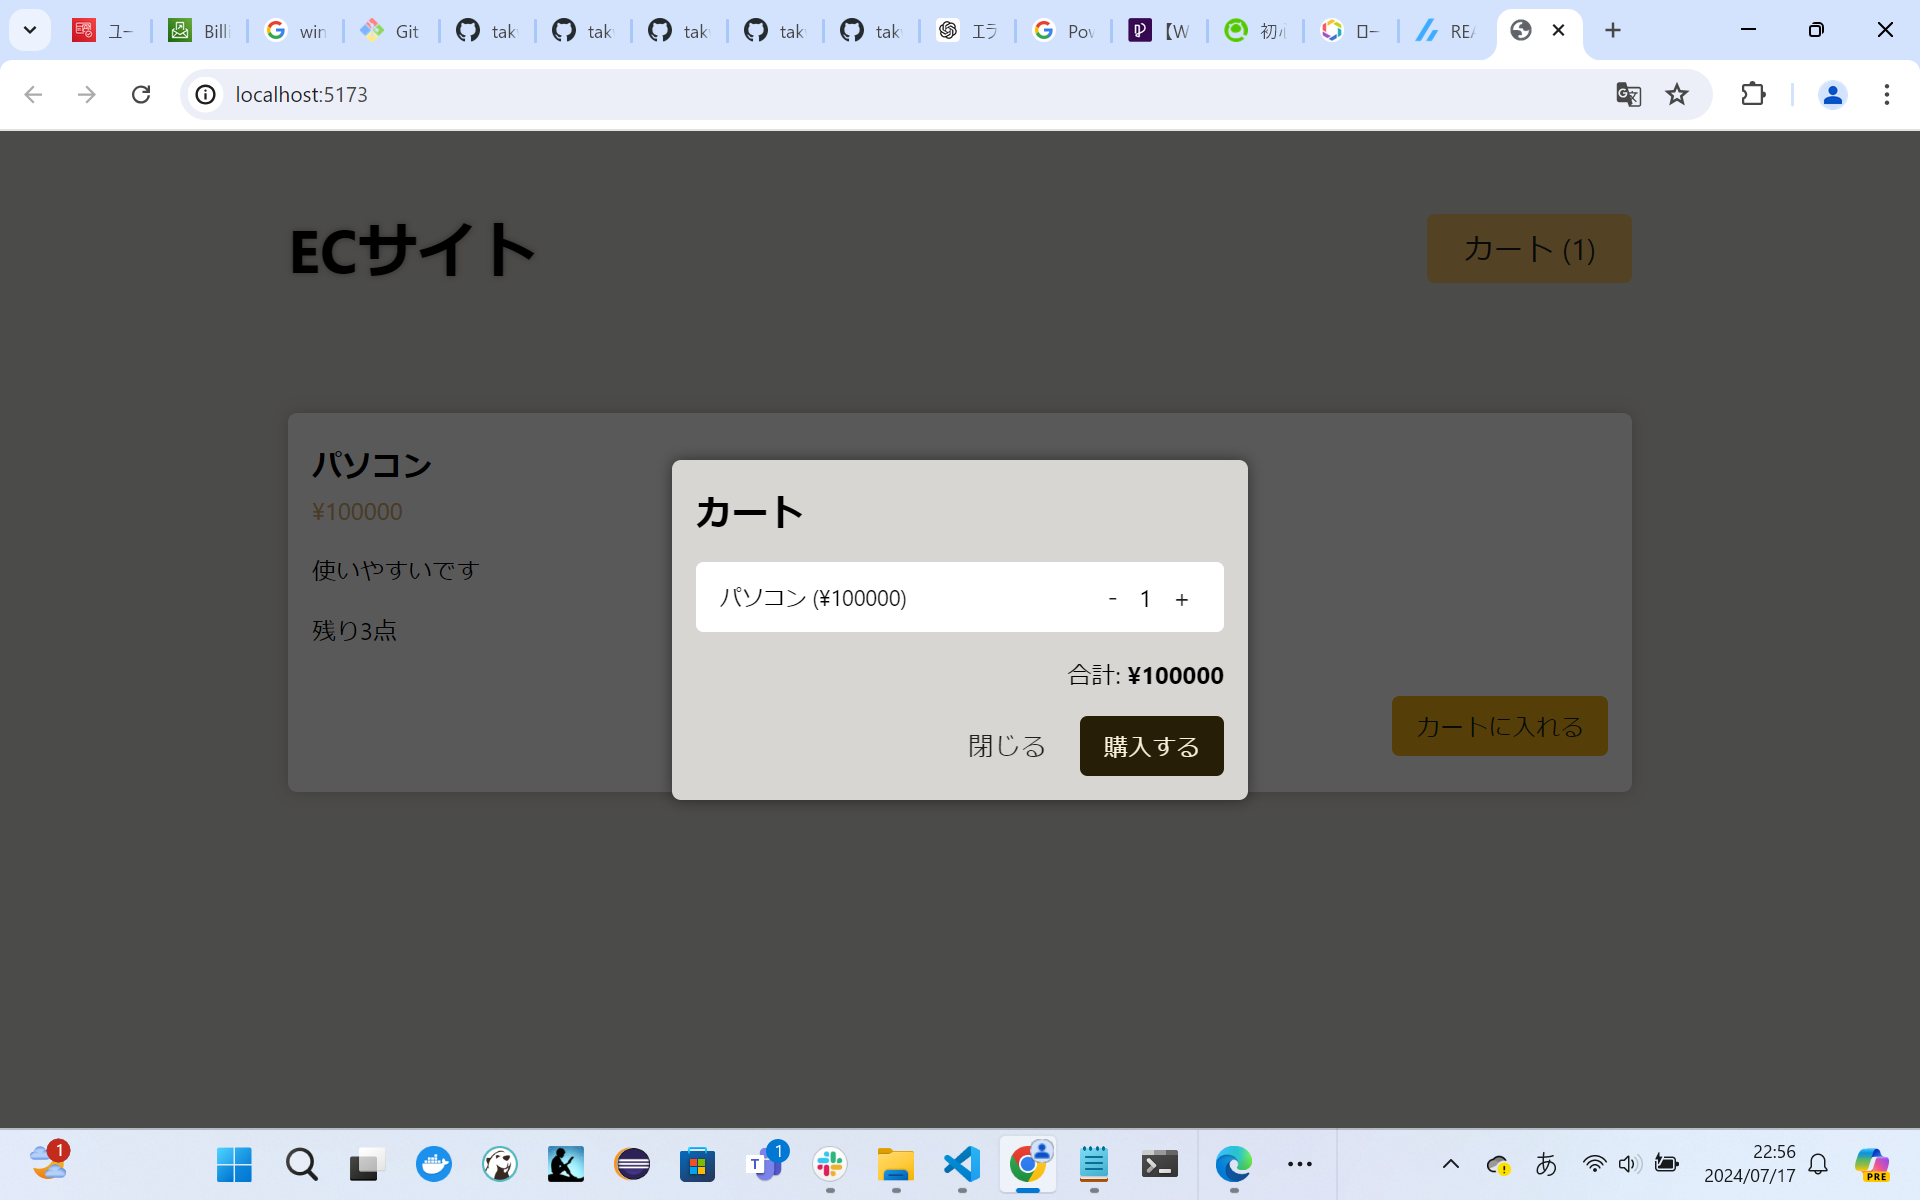 ユー
Billi
win
Git
tak
tak
tak
tak
tak
エラ
Pov
【W
初
ロー
REA
localhost:5173
ECサイト
カート (1)
パソコン
¥100000
使いやすいです
残り3点
カートに入れる
カート
パソコン (¥100000)
- 1 +
合計: ¥100000
閉じる
購入する
1
1
あ
22:56
2024/07/17
PRE